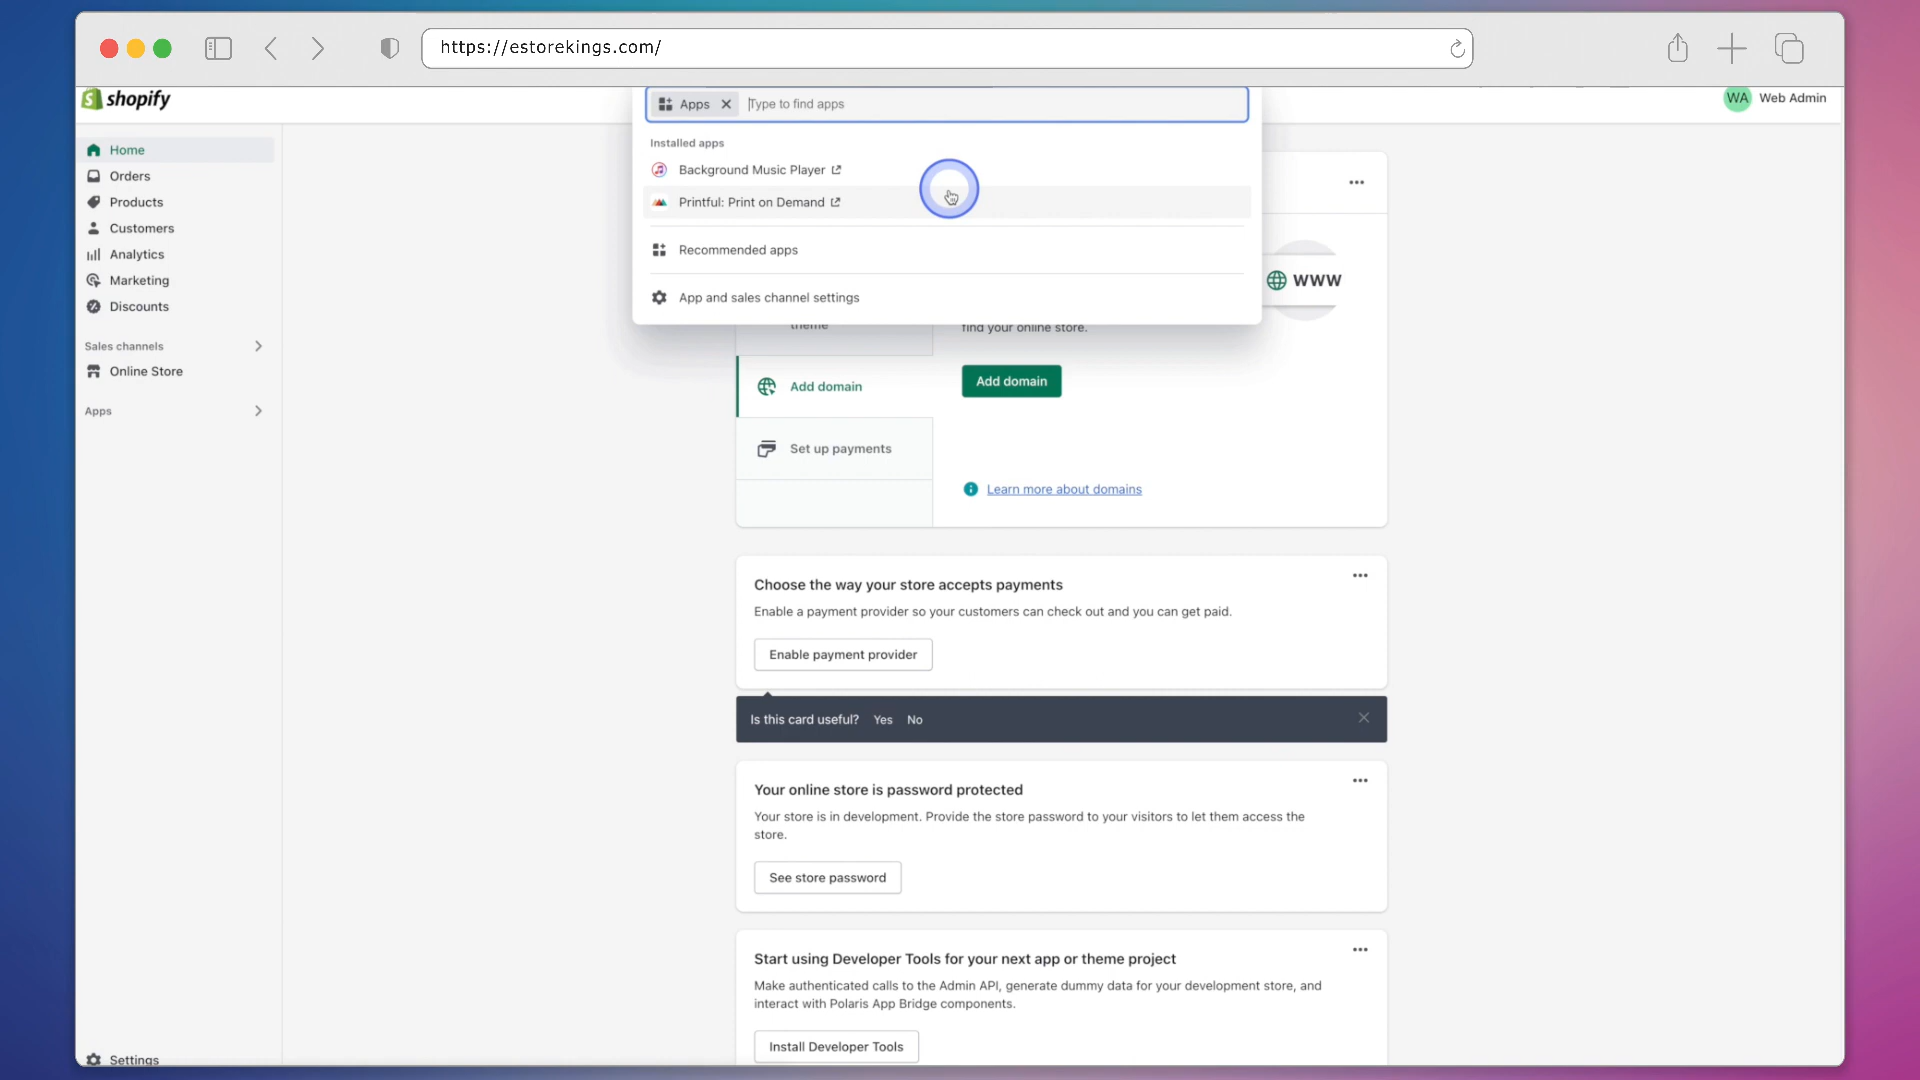 https://estorekings.com/
shopify
Apps
Type to find apps
WA
Web Admin
Installed apps
Background Music Player
Printful: Print on Demand
Recommended apps
App and sales channel settings
Home
Orders
Products
Customers
Analytics
Marketing
Discounts
Sales channels
Online Store
Apps
Settings
WWW
theme
find your online store.
Add domain
Add domain
Set up payments
Learn more about domains
Choose the way your store accepts payments
Enable a payment provider so your customers can check out and you can get paid.
Enable payment provider
Is this card useful? Yes No
Your online store is password protected
Your store is in development. Provide the store password to your visitors to let them access the
store.
See store password
Start using Developer Tools for your next app or theme project
Make authenticated calls to the Admin API, generate dummy data for your development store, and
interact with Polaris App Bridge components.
Install Developer Tools